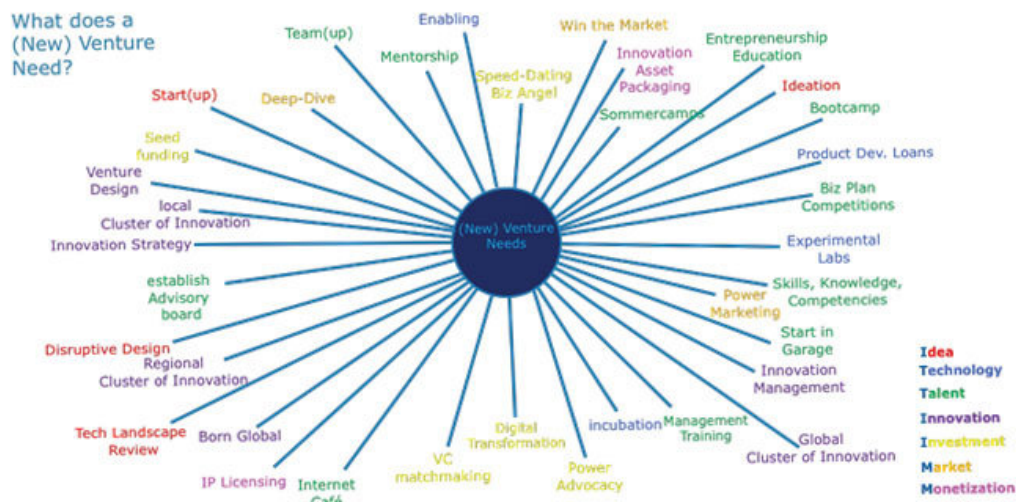 What does a
(New) Venture
Need?
Team(up)
Enabling
Win the Market
Entrepreneurship
Education
Mentorship
Innovation
Asset
Packaging
Speed-Dating
Biz Angel
Start(up)
Deep-Dive
Ideation
Sommercamps
Bootcamp
Seed
funding
Product Dev. Loans
Venture
Design
Biz Plan
Competitions
local
Cluster of Innovation
(New) Venture
Needs
Innovation Strategy
Experimental
Labs
establish
Advisory
board
Skills, Knowledge,
Competencies
Power
Marketing
Start in
Garage
Disruptive Design
Regional
Cluster of Innovation
Innovation
Management
Tech Landscape
Review
Born Global
Digital
Transformation
incubation
Management
Training
Global
Cluster of Innovation
VC
matchmaking
Power
Advocacy
IP Licensing
Internet
Café
Idea
Technology
Talent
Innovation
Investment
Market
Monetization